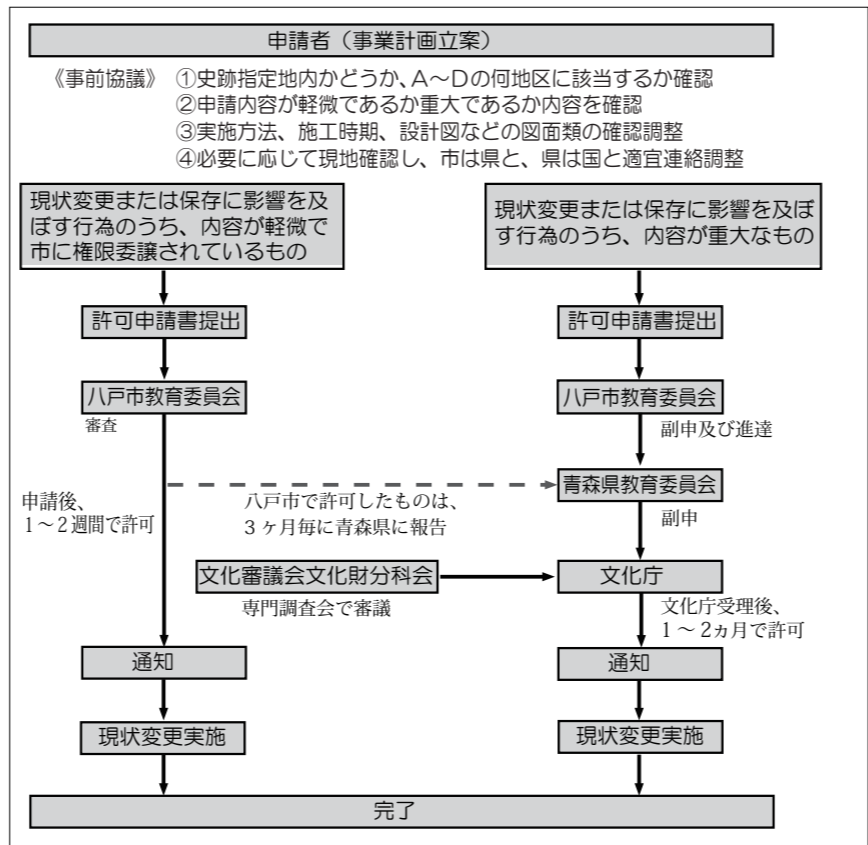 申請者（事業計画立案）
《事前協議》 ①史跡指定地内かどうか、A～Dの何地区に該当するか確認
②申請内容が軽微であるか重大であるか内容を確認
③実施方法、施工時期、設計図などの図面類の確認調整
④必要に応じて現地確認し、市は県と、県は国と適宜連絡調整
現状変更または保存に影響を及
ぼす行為のうち、内容が軽微で
市に権限委譲されているもの
現状変更または保存に影響を及ぼ
す行為のうち、内容が重大なもの
許可申請書提出
許可申請書提出
八戸市教育委員会
審査
八戸市教育委員会
副申及び進達
申請後、
1～2週間で許可
八戸市で許可したものは、
3ヶ月毎に青森県に報告
青森県教育委員会
副申
文化審議会文化財分科会
専門調査会で審議
文化庁
文化庁受理後、
1～2ヵ月で許可
通知
通知
現状変更実施
現状変更実施
完了